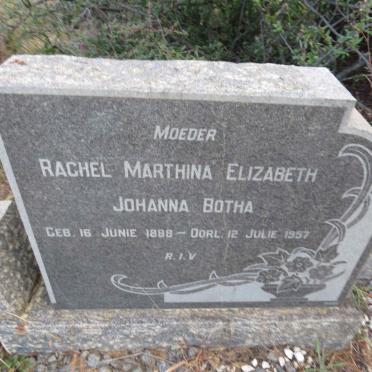 MOEDER
RACHEL MARTHINA ELIZABETH
JOHANNA BOTHA
GEB. 16 JUNIE 1888 – OORL. 12 JULIE 1957
R.I.V